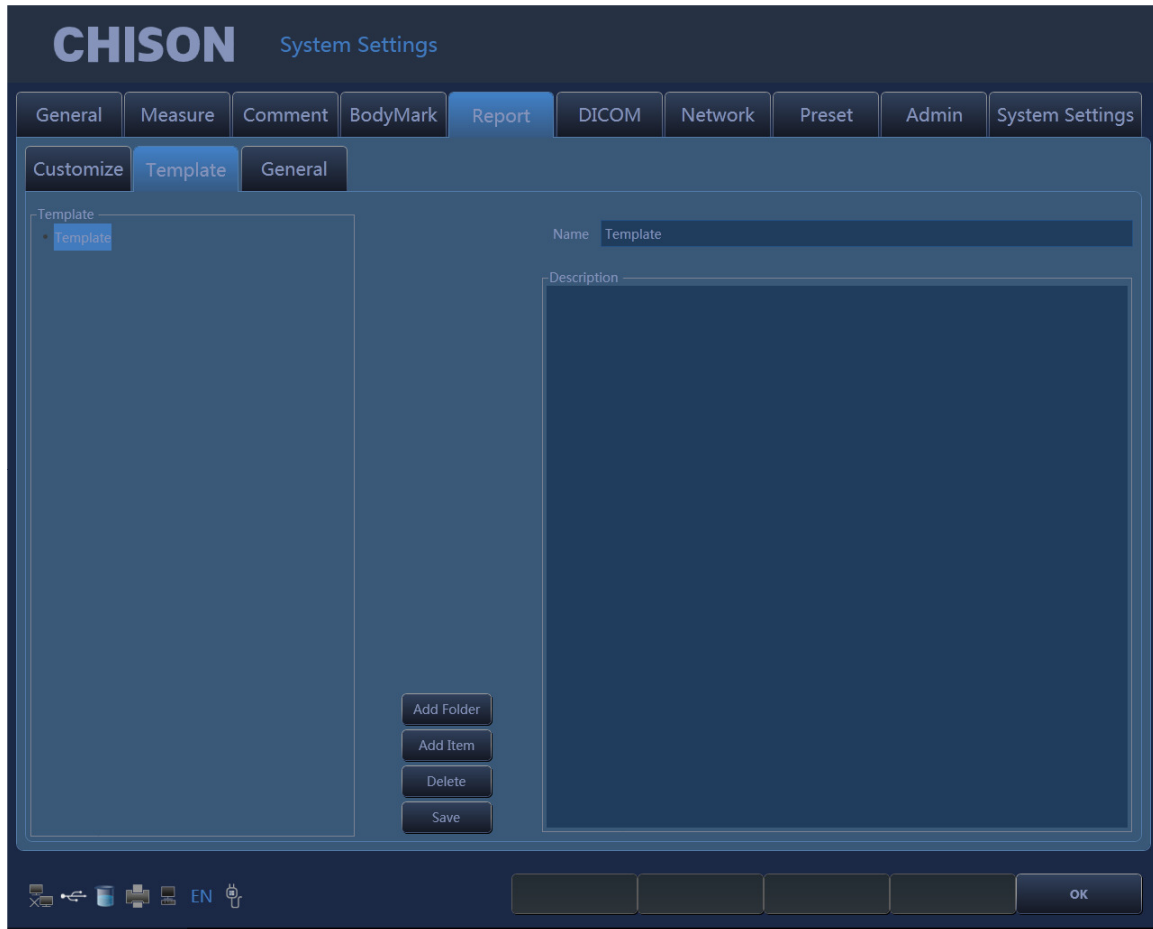 CHISON System Settings
General Measure Comment BodyMark Report DICOM Network Preset Admin System Settings
Customize Template General
Template
Template
Name Template
Description
Add Folder
Add Item
Delete
Save
EN
OK